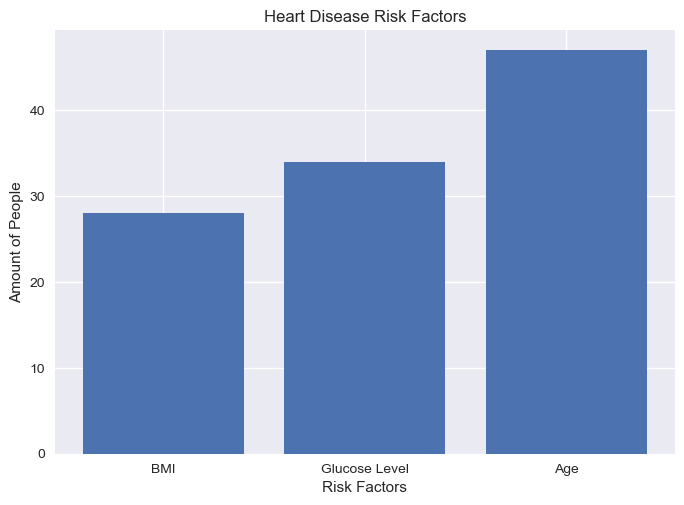 Heart Disease Risk Factors
Amount of People
40
30
20
10
0
BMI
Glucose Level
Age
Risk Factors